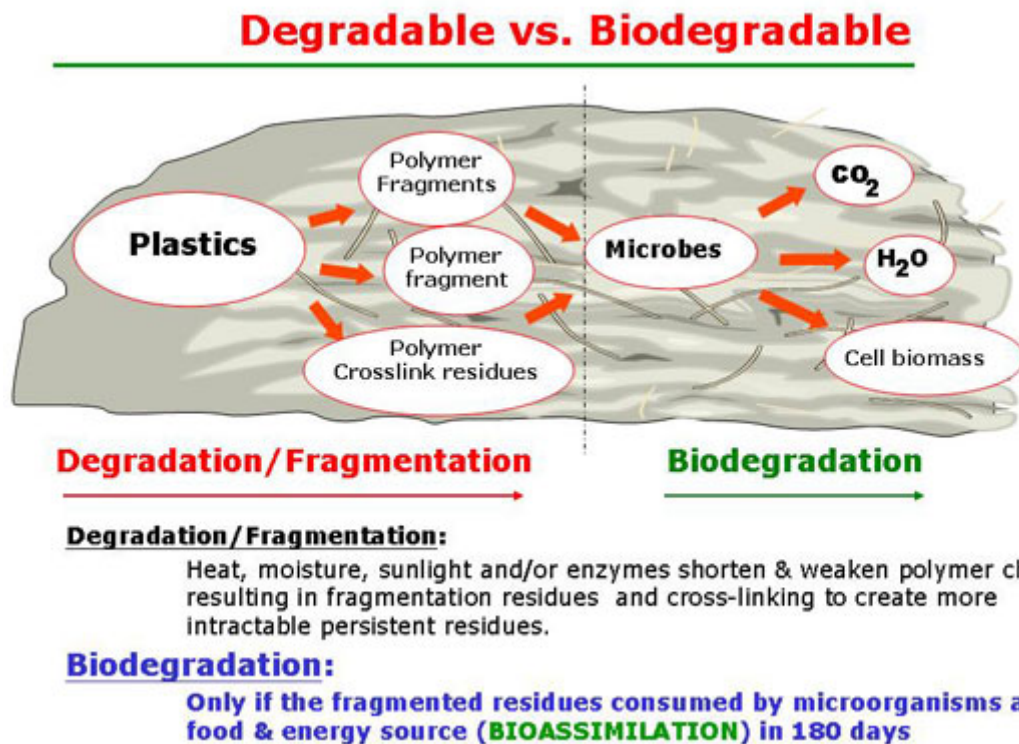 Degradable vs. Biodegradable
Polymer
Fragments
CO2
Plastics
Polymer
fragment
Microbes
H2O
Polymer
Crosslink residues
Cell biomass
Degradation/Fragmentation
Biodegradation
Degradation/Fragmentation:
Heat, moisture, sunlight and/or enzymes shorten & weaken polymer
resulting in fragmentation residues and cross-linking to create more
intractable persistent residues.
Biodegradation:
Only if the fragmented residues consumed by microorganisms
food & energy source (BIOASSIMILATION) in 180 days